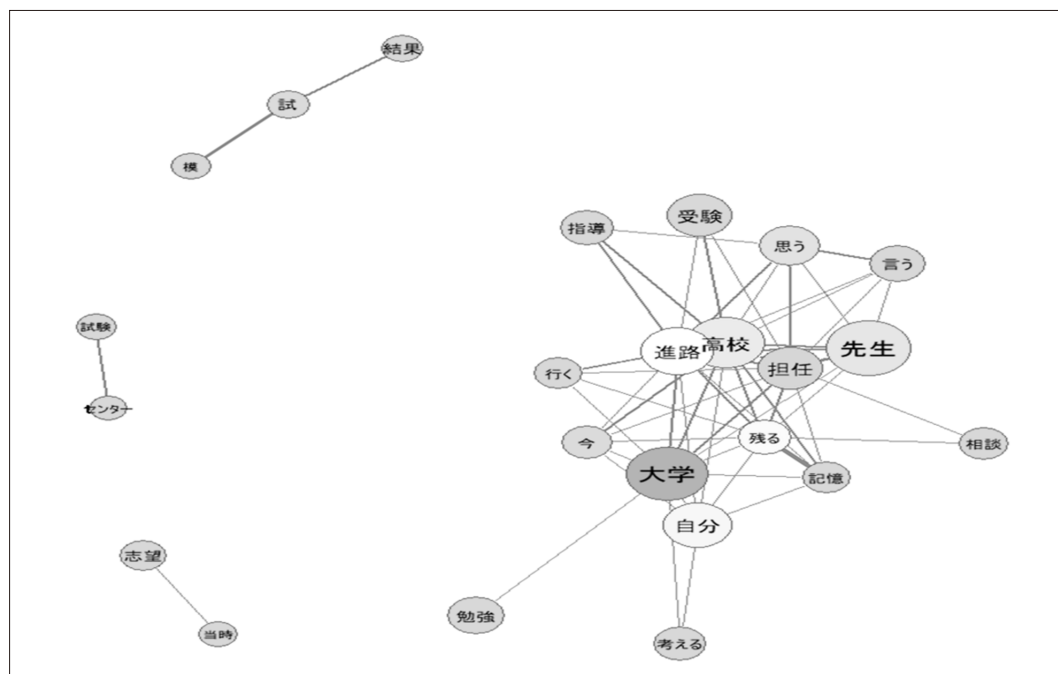 結果
試
模
受験
指導
思う
言う
試験
高校
先生
進路
担任
行く
センター
今
残る
相談
大学
記憶
自分
志望
勉強
当時
考える